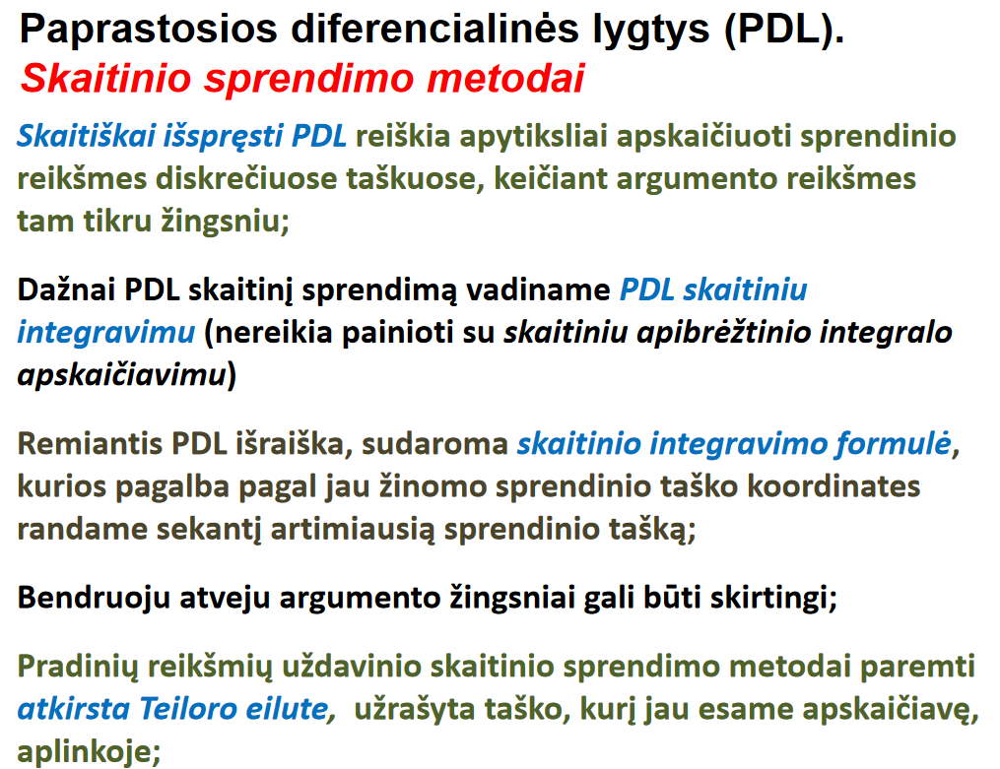 Paprastosios diferencialinės lygtys (PDL).
Skaitinio sprendimo metodai
Skaitiškai išspręsti PDL reiškia apytiksliai apskaičiuoti sprendinio
reikšmes diskrečiuose taškuose, keičiant argumento reikšmes
tam tikru žingsniu;
Dažnai PDL skaitinį sprendimą vadiname PDL skaitiniu
integravimu (nereikia painioti su skaitiniu apibrėžtinio integralo
apskaičiavimu)
Remiantis PDL išraiška, sudaroma skaitinio integravimo formulė,
kurios pagalba pagal jau žinomo sprendinio taško koordinates
randame sekantį artimiausią sprendinio tašką;
Bendruoju atveju argumento žingsniai gali būti skirtingi;
Pradinių reikšmių uždavinio skaitinio sprendimo metodai paremti
atkirsta Teiloro eilute, užrašyta taško, kurį jau esame apskaičiavę,
aplinkoje;